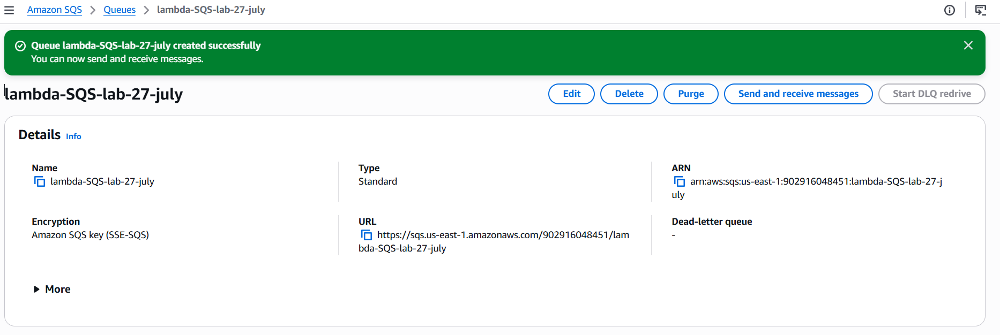 Amazon SQS > Queues > lambda-SQS-lab-27-july
Queue lambda-SQS-lab-27-july created successfully
You can now send and receive messages.
lambda-SQS-lab-27-july
Edit Delete Purge Send and receive messages Start DLQ redrive
Details Info
Name
lambda-SQS-lab-27-july
Type
Standard
ARN
arn:aws:sqs:us-east-1:902916048451:lambda-SQS-lab-27-j
uly
Encryption
Amazon SQS key (SSE-SQS)
URL
https://sqs.us-east-1.amazonaws.com/902916048451/lam
bda-SQS-lab-27-july
Dead-letter queue
-
More